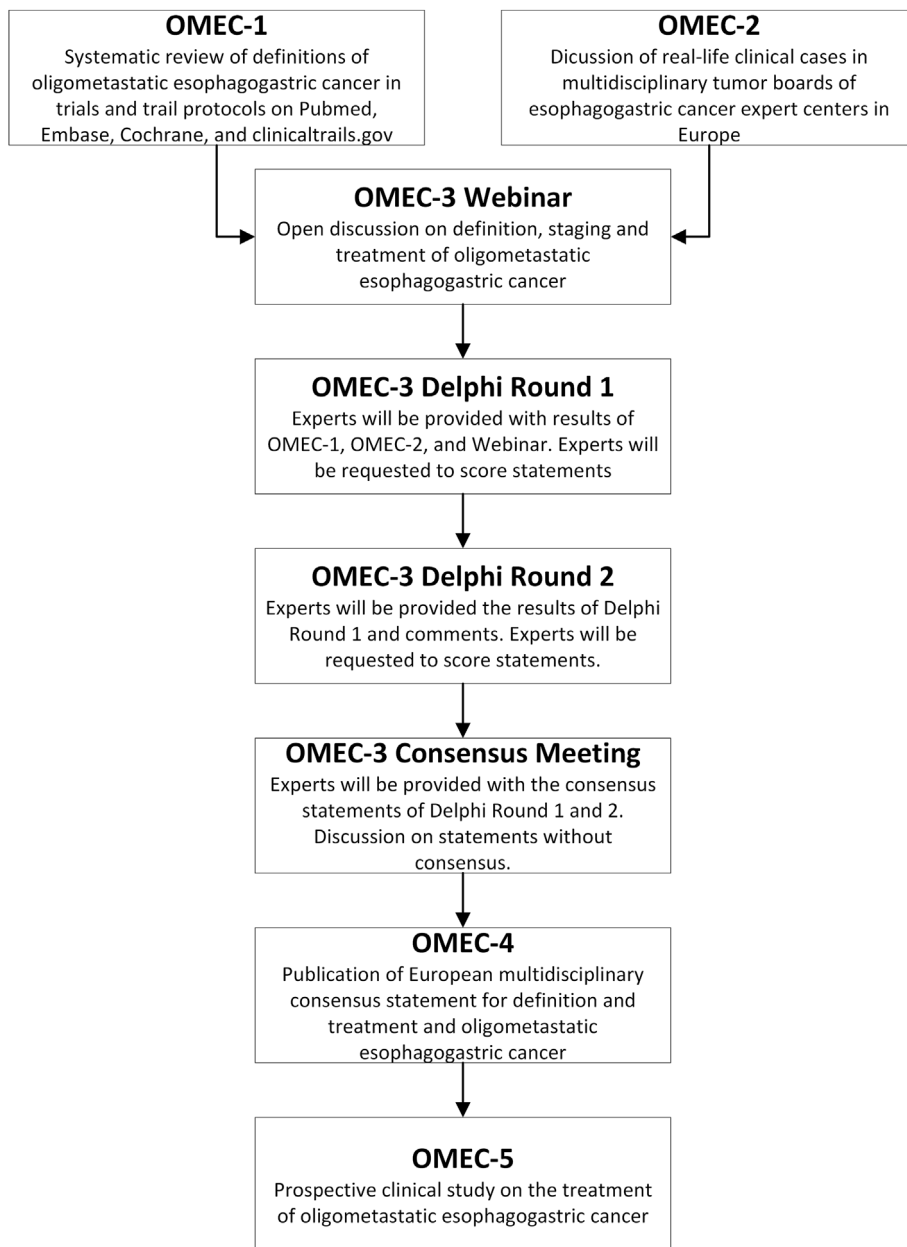 OMEC-1
Systematic review of definitions of
oligometastatic esophagogastric cancer in
trials and trail protocols on Pubmed,
Embase, Cochrane, and clinicaltrails.gov
OMEC-2
Dicussion of real-life clinical cases in
multidisciplinary tumor boards of
esophagogastric cancer expert centers in
Europe
OMEC-3 Webinar
Open discussion on definition, staging and
treatment of oligometastatic
esophagogastric cancer
OMEC-3 Delphi Round 1
Experts will be provided with results of
OMEC-1, OMEC-2, and Webinar. Experts will
be requested to score statements
OMEC-3 Delphi Round 2
Experts will be provided the results of Delphi
Round 1 and comments. Experts will be
requested to score statements.
OMEC-3 Consensus Meeting
Experts will be provided with the consensus
statements of Delphi Round 1 and 2.
Discussion on statements without
consensus.
OMEC-4
Publication of European multidisciplinary
consensus statement for definition and
treatment and oligometastatic
esophagogastric cancer
OMEC-5
Prospective clinical study on the treatment
of oligometastatic esophagogastric cancer